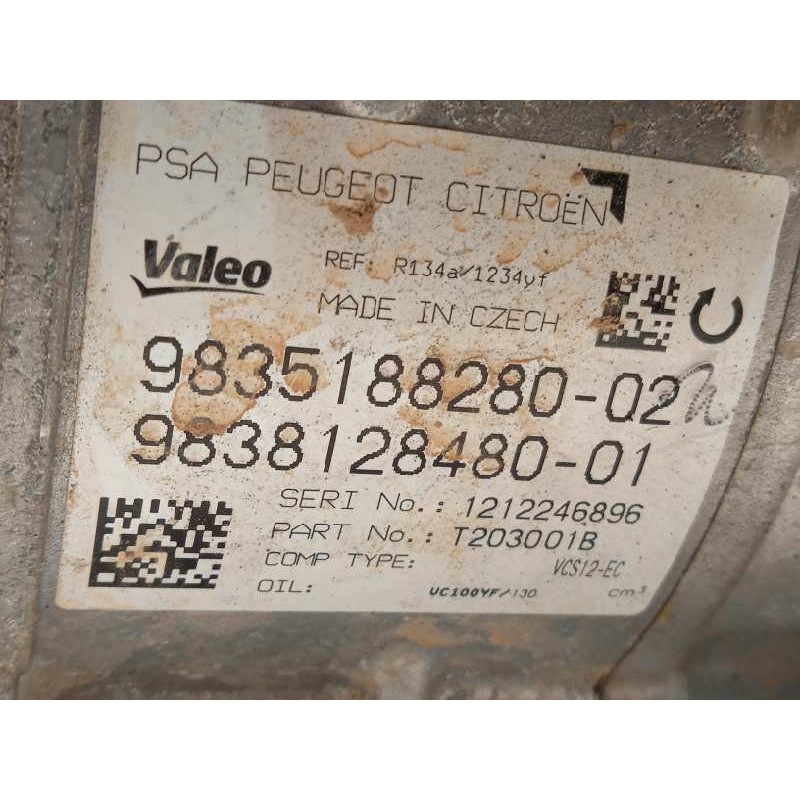 PSA PEUGEOT CITROËN
Valeo
REF: R134a/1234yf
MADE IN CZECH
9835188280-02
9838128480-01
SERI No.: 1212246896
PART No.: T203001B
COMP TYPE: VCS12-EC
OIL: UC100YF/130 cm³